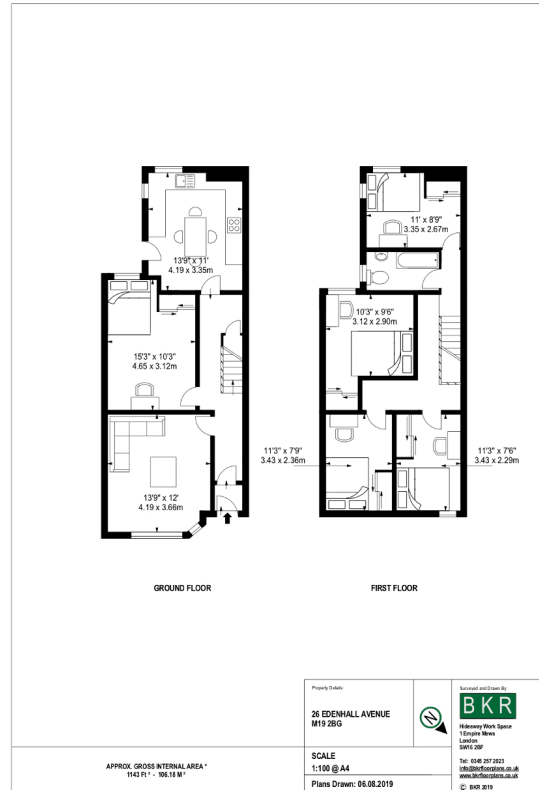 13'9" x 11'
4.19 x 3.35m
15'3" x 10'3"
4.65 x 3.12m
13'9" x 12'
4.19 x 3.66m
GROUND FLOOR
11' x 8'9"
3.35 x 2.67m
10'3" x 9'6"
3.12 x 2.90m
11'3" x 7'9"
3.43 x 2.36m
11'3" x 7'6"
3.43 x 2.29m
FIRST FLOOR
APPROX. GROSS INTERNAL AREA *
1143 Ft ² - 106.18 M ²
Property Details:
26 EDENHALL AVENUE
M19 2BG
N
SCALE
1:100 @ A4
Plans Drawn: 06.08.2019
Surveyed and Drawn By:
BKR
Hideaway Work Space
1 Empire Mews
London
SW16 2BF
Tel: 0345 257 2023
info@bkrfloorplans.co.uk
www.bkrfloorplans.co.uk
© BKR 2019